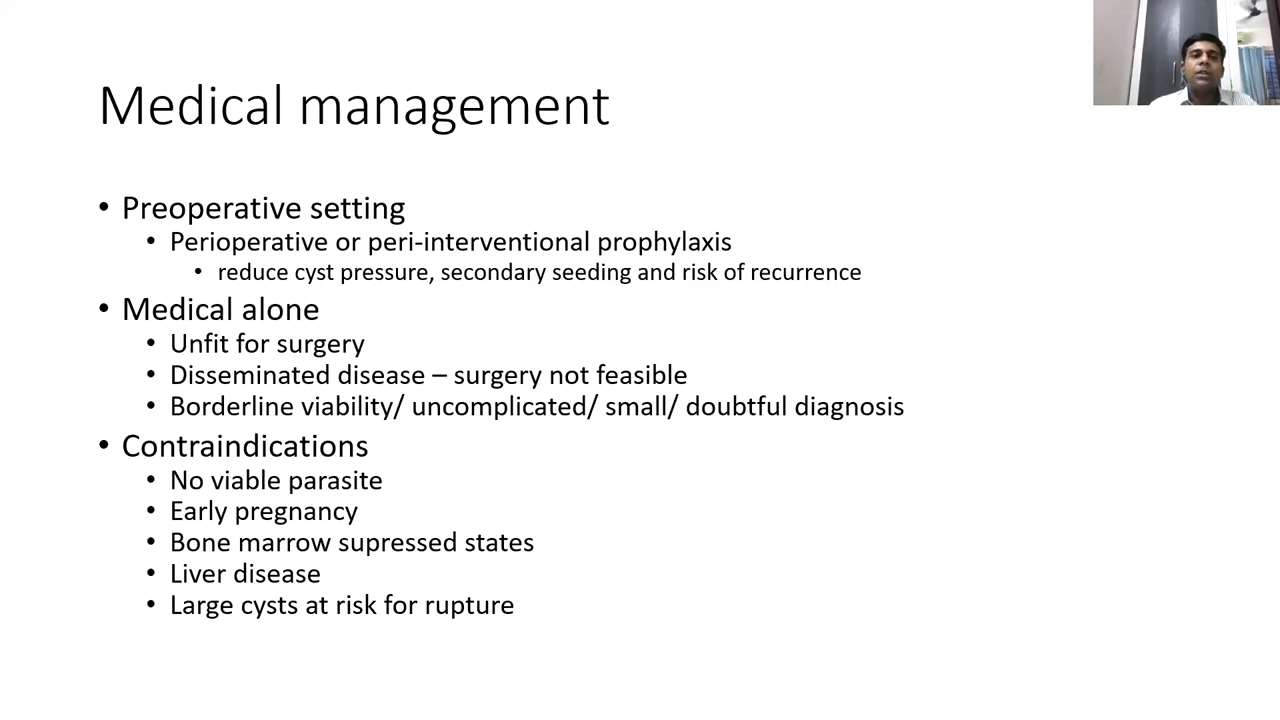 Medical management
• Preoperative setting
• Perioperative or peri-interventional prophylaxis
• reduce cyst pressure, secondary seeding and risk of recurrence
• Medical alone
• Unfit for surgery
• Disseminated disease – surgery not feasible
• Borderline viability/ uncomplicated/ small/ doubtful diagnosis
• Contraindications
• No viable parasite
• Early pregnancy
• Bone marrow supressed states
• Liver disease
• Large cysts at risk for rupture